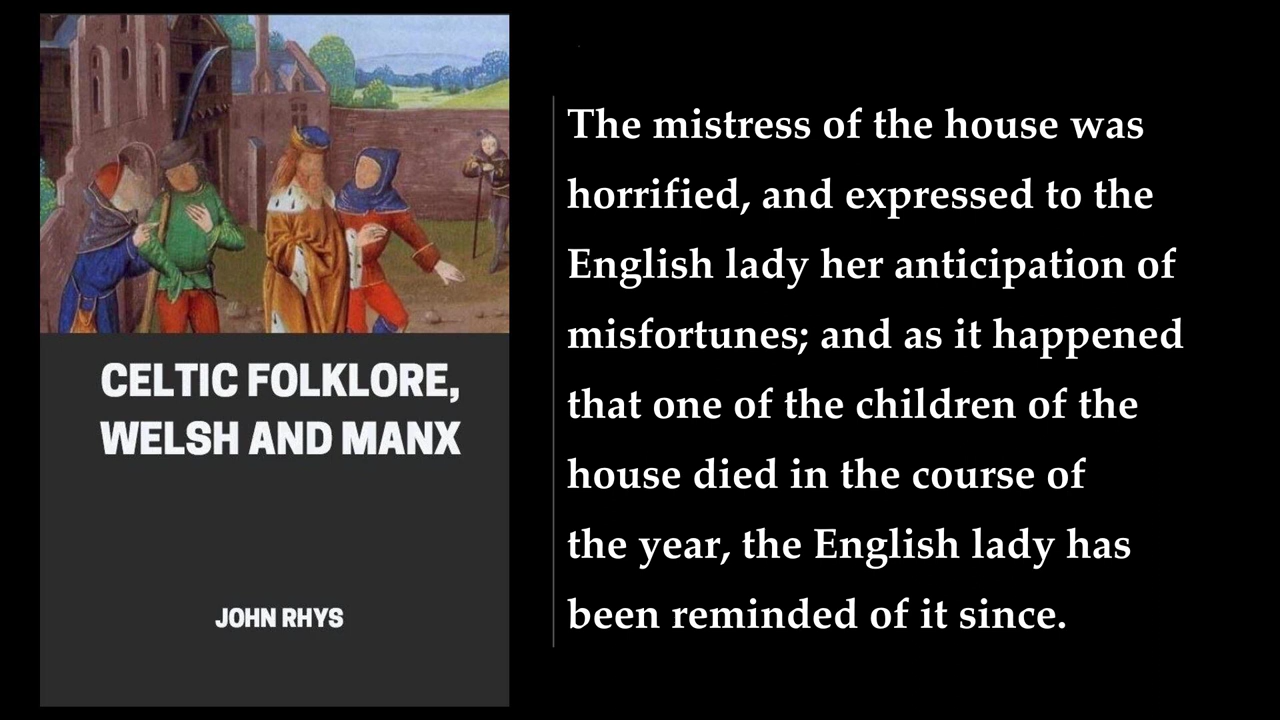 CELTIC FOLKLORE,
WELSH AND MANX
JOHN RHYS
The mistress of the house was
horrified, and expressed to the
English lady her anticipation of
misfortunes; and as it happened
that one of the children of the
house died in the course of
the year, the English lady has
been reminded of it since.